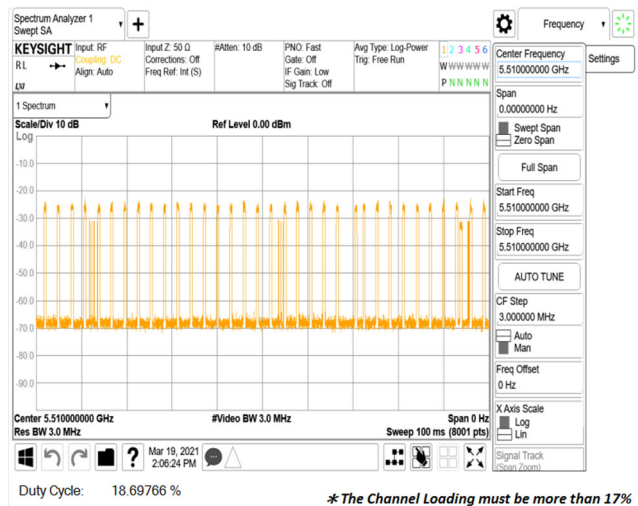 Spectrum Analyzer 1
Swept SA
Frequency
KEYSIGHT
RL
Input: RF
Coupling: DC
Align: Auto
Input Z: 50 Ω
Corrections: Off
Freq Ref: Int (S)
#Atten: 10 dB
PNO: Fast
Gate: Off
IF Gain: Low
Sig Track: Off
Avg Type: Log-Power
Trig: Free Run
1 2 3 4 5 6
W W W W W W
P N N N N N
LXI
1 Spectrum
Scale/Div 10 dB
Ref Level 0.00 dBm
Log
-10.0
-20.0
-30.0
-40.0
-50.0
-60.0
-70.0
-80.0
-90.0
Center 5.510000000 GHz
#Video BW 3.0 MHz
Span 0 Hz
Res BW 3.0 MHz
Sweep 100 ms (8001 pts)
?
Mar 19, 2021
2:06:24 PM
Center Frequency
5.510000000 GHz
Settings
Span
0.00000000 Hz
Swept Span
Zero Span
Full Span
Start Freq
5.510000000 GHz
Stop Freq
5.510000000 GHz
AUTO TUNE
CF Step
3.000000 MHz
Auto
Man
Freq Offset
0 Hz
X Axis Scale
Log
Lin
Signal Track
(Span Zoom)
Duty Cycle: 18.69766 %
* The Channel Loading must be more than 17%